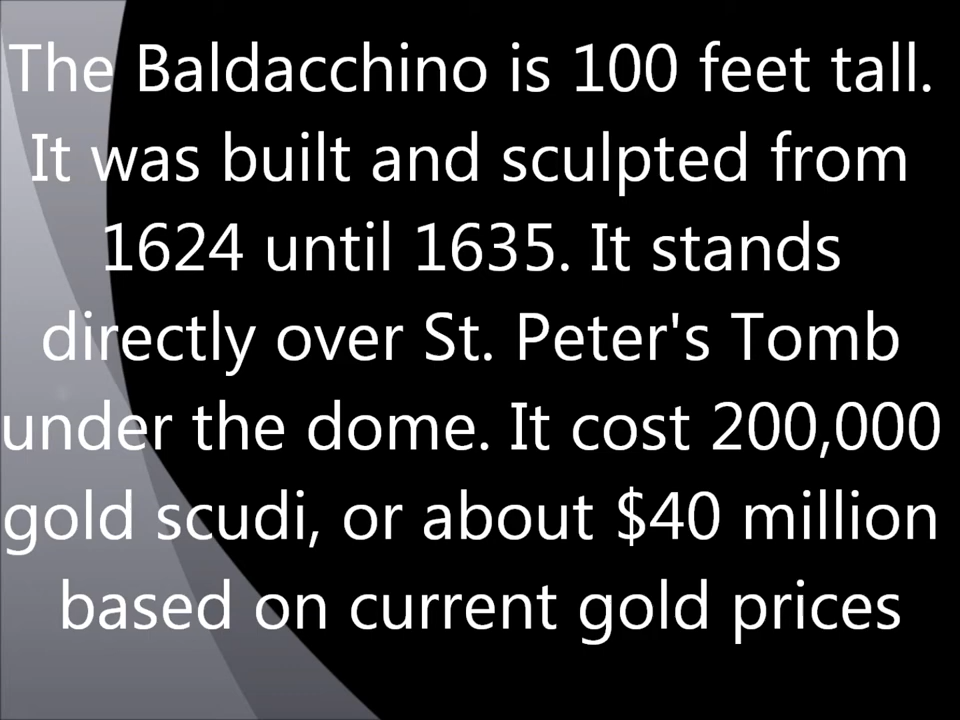 The Baldacchino is 100 feet tall.
It was built and sculpted from
1624 until 1635. It stands
directly over St. Peter's Tomb
under the dome. It cost 200,000
gold scudi, or about $40 million
based on current gold prices